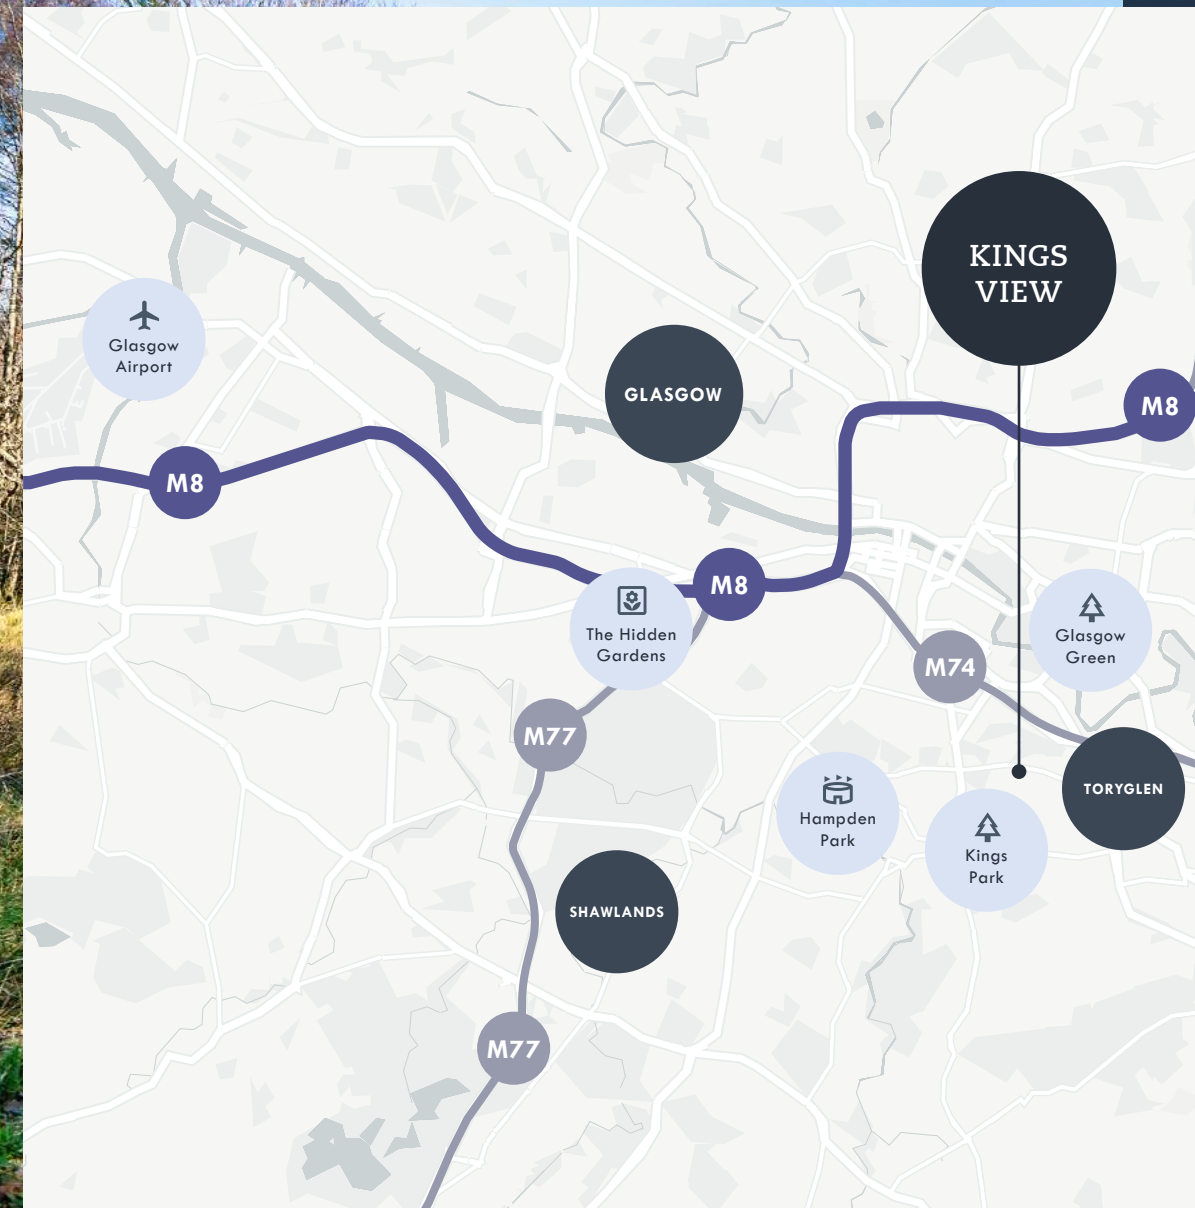 KINGS
VIEW
Glasgow
Airport
GLASGOW
M8
M8
M8
The Hidden
Gardens
Glasgow
Green
M74
M77
Hampden
Park
TORYGLEN
Kings
Park
SHAWLANDS
M77